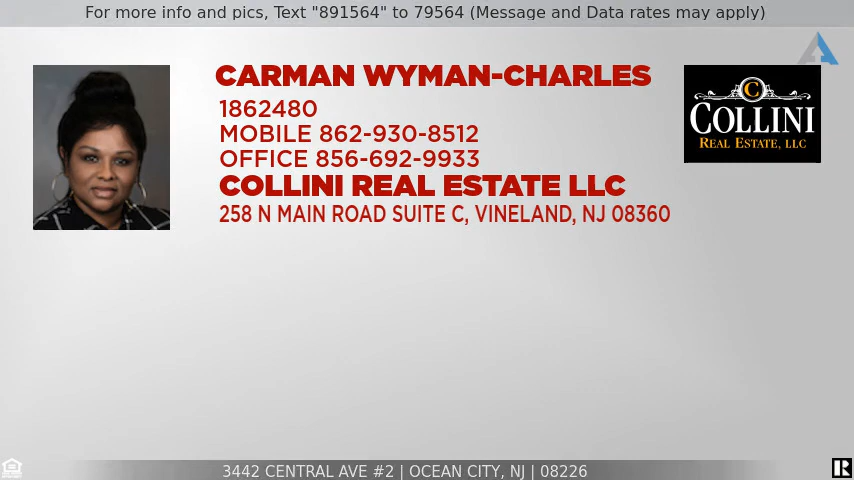 For more info and pics, Text "891564" to 79564 (Message and Data rates may apply)
CARMAN WYMAN-CHARLES
1862480
MOBILE 862-930-8512
OFFICE 856-692-9933
COLLINI REAL ESTATE LLC
258 N MAIN ROAD SUITE C, VINELAND, NJ 08360
C
COLLINI
REAL ESTATE, LLC
3442 CENTRAL AVE #2 | OCEAN CITY, NJ | 08226